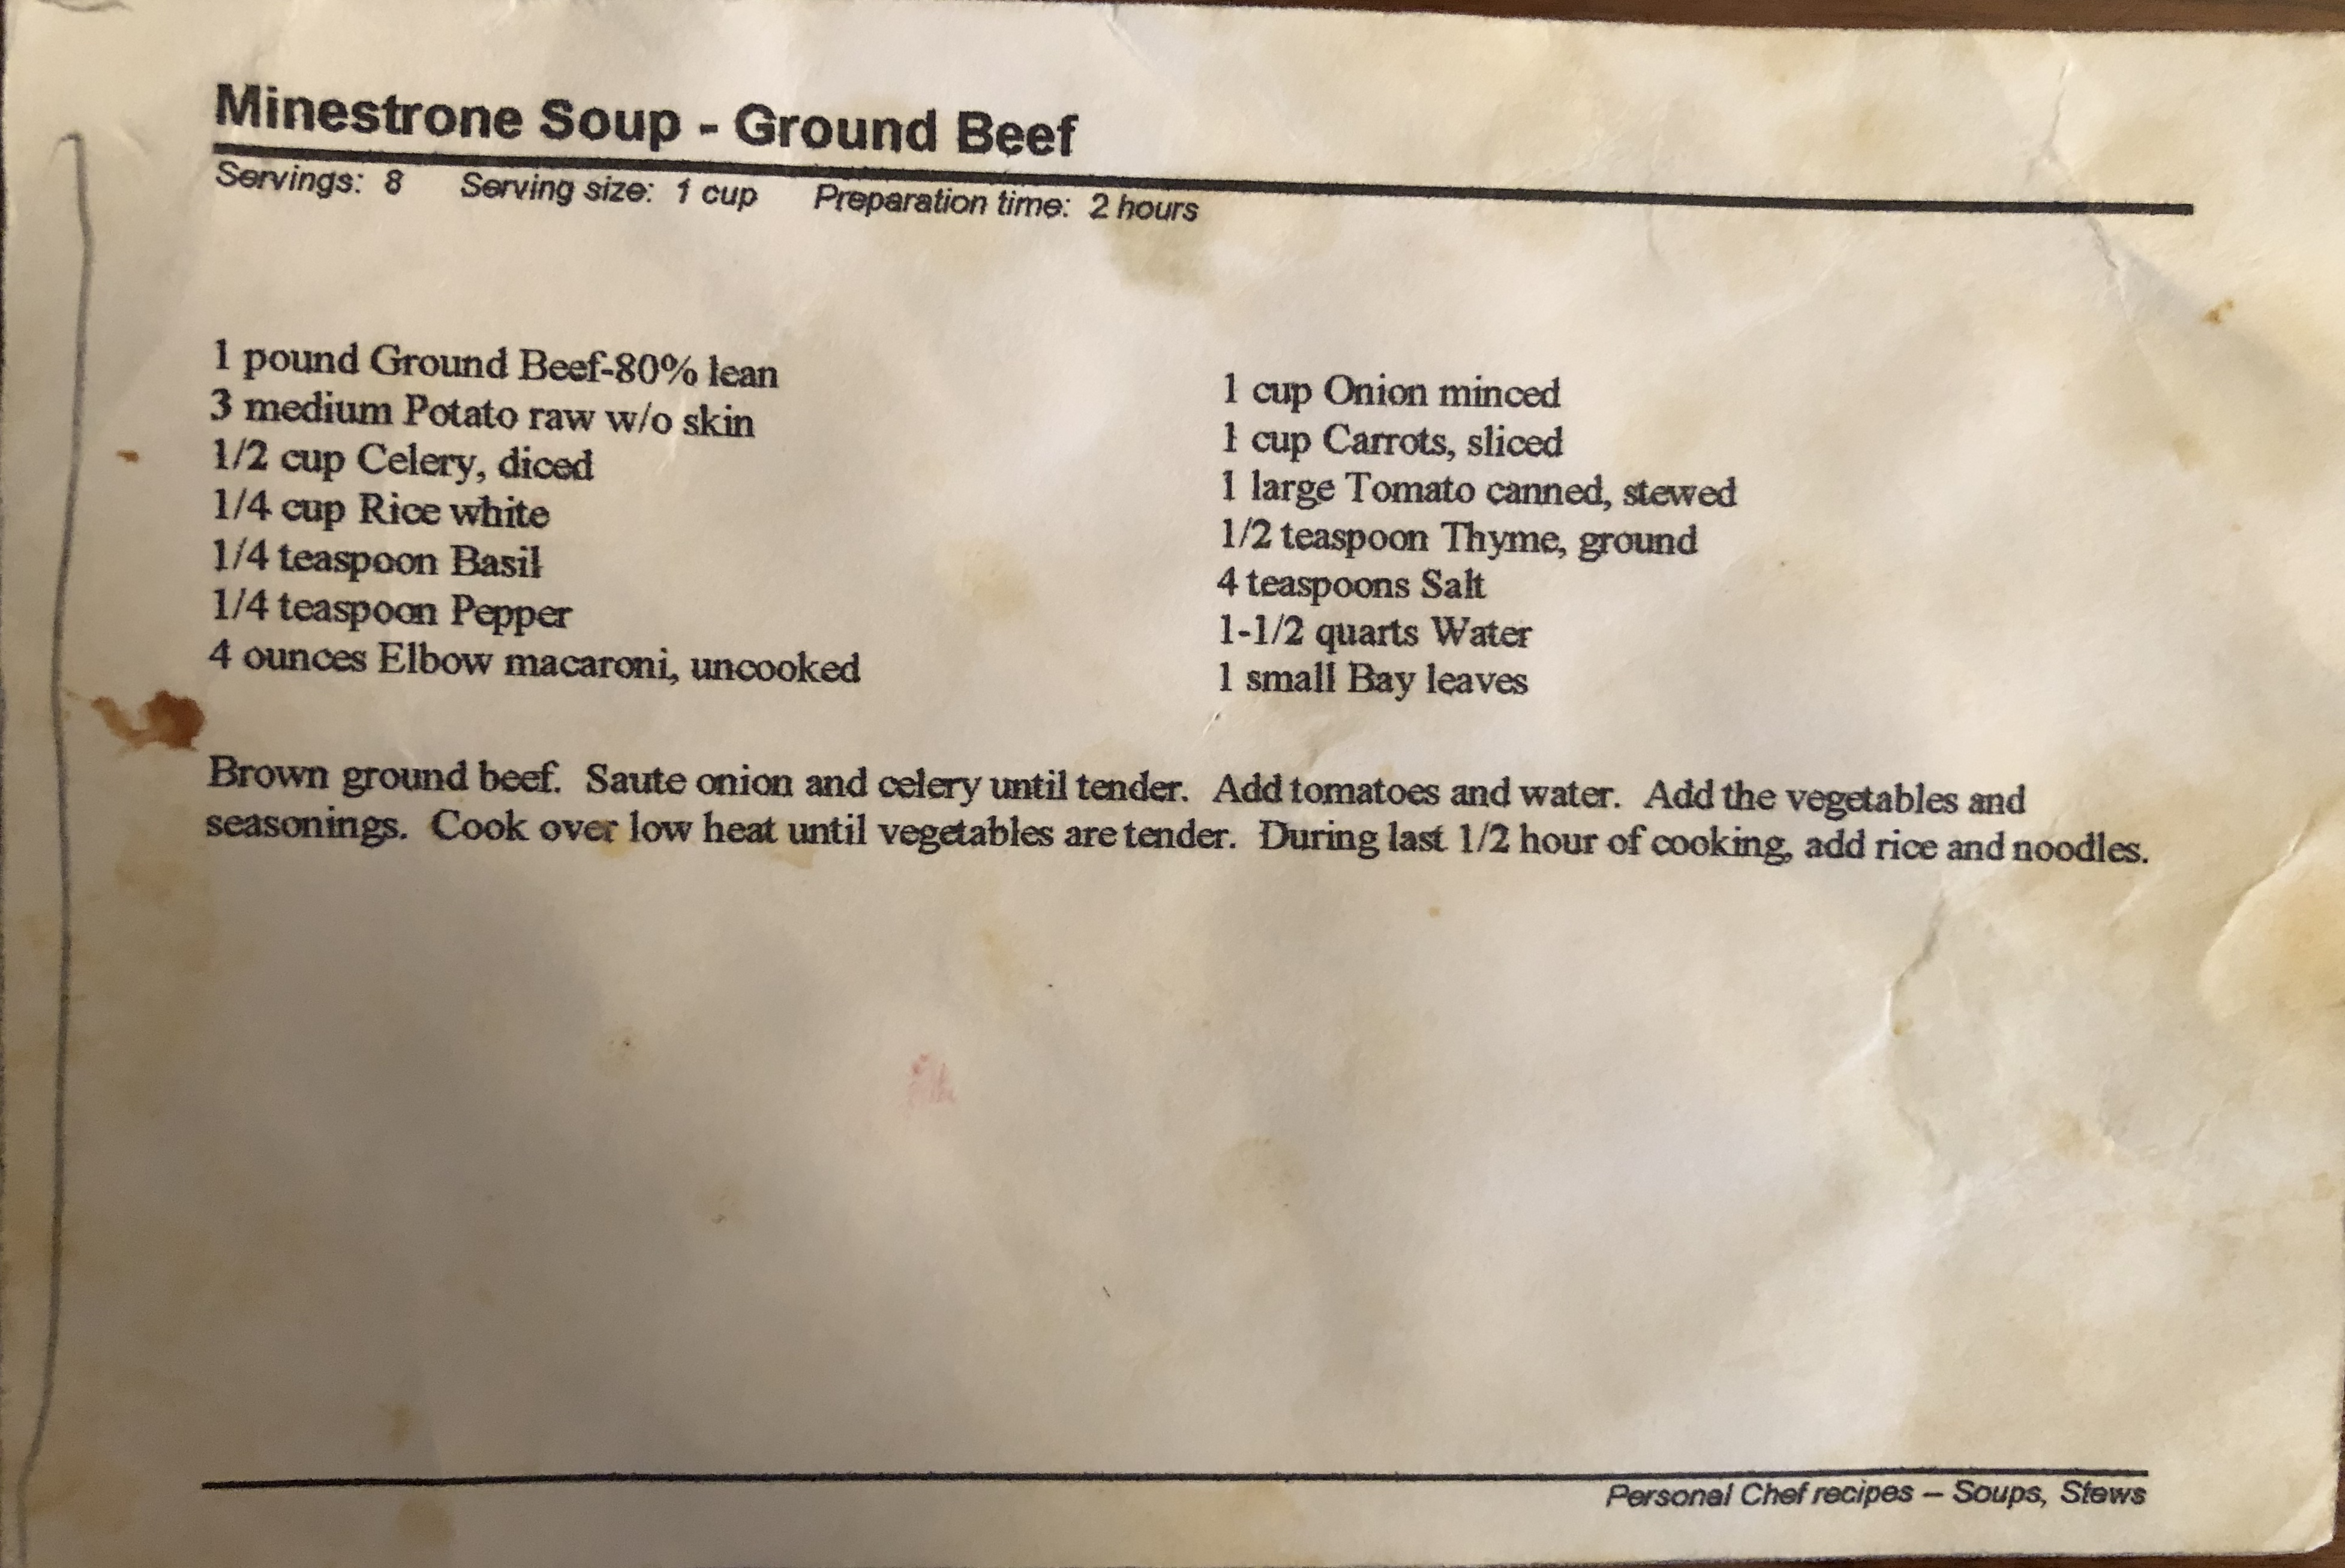 Minestrone Soup - Ground Beef
Servings: 8 Serving size: 1 cup Preparation time: 2 hours
1 pound Ground Beef-80% lean
3 medium Potato raw w/o skin
1/2 cup Celery, diced
1/4 cup Rice white
1/4 teaspoon Basil
1/4 teaspoon Pepper
4 ounces Elbow macaroni, uncooked
1 cup Onion minced
1 cup Carrots, sliced
1 large Tomato canned, stewed
1/2 teaspoon Thyme, ground
4 teaspoons Salt
1-1/2 quarts Water
1 small Bay leaves
Brown ground beef. Saute onion and celery until tender. Add tomatoes and water. Add the vegetables and
seasonings. Cook over low heat until vegetables are tender. During last 1/2 hour of cooking, add rice and noodles.
Personal Chef recipes – Soups, Stews